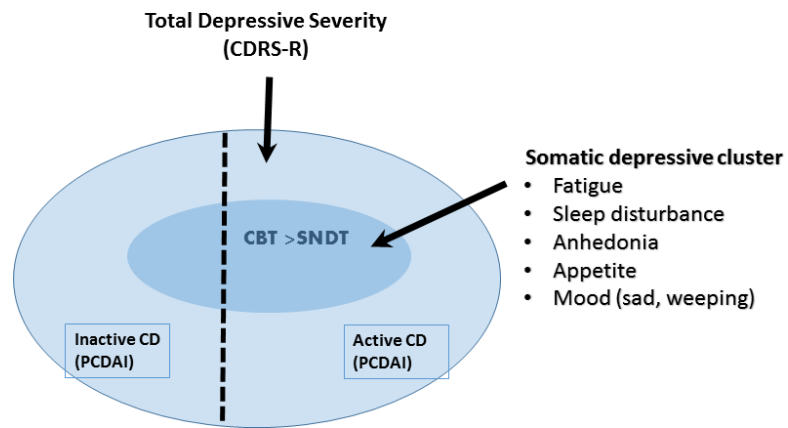 Total Depressive Severity
(CDRS-R)
Somatic depressive cluster
• Fatigue
• Sleep disturbance
• Anhedonia
• Appetite
• Mood (sad, weeping)
CBT >SNDT
Inactive CD
(PCDAI)
Active CD
(PCDAI)